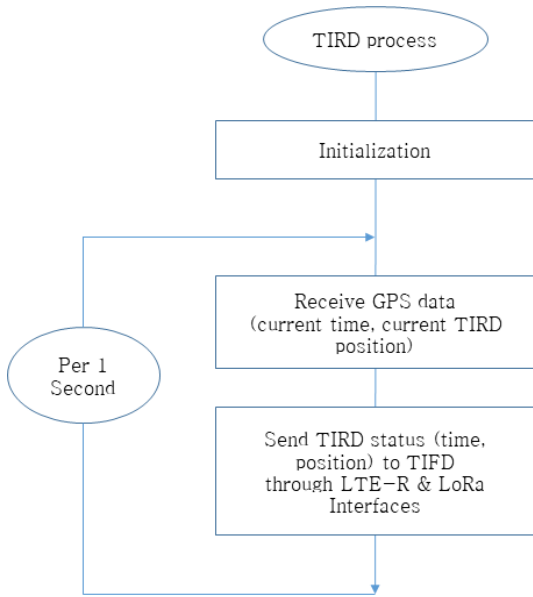 TIRD process
Initialization
Receive GPS data
(current time, current TIRD
position)
Per 1
Second
Send TIRD status (time,
position) to TIFD
through LTE-R & LoRa
Interfaces